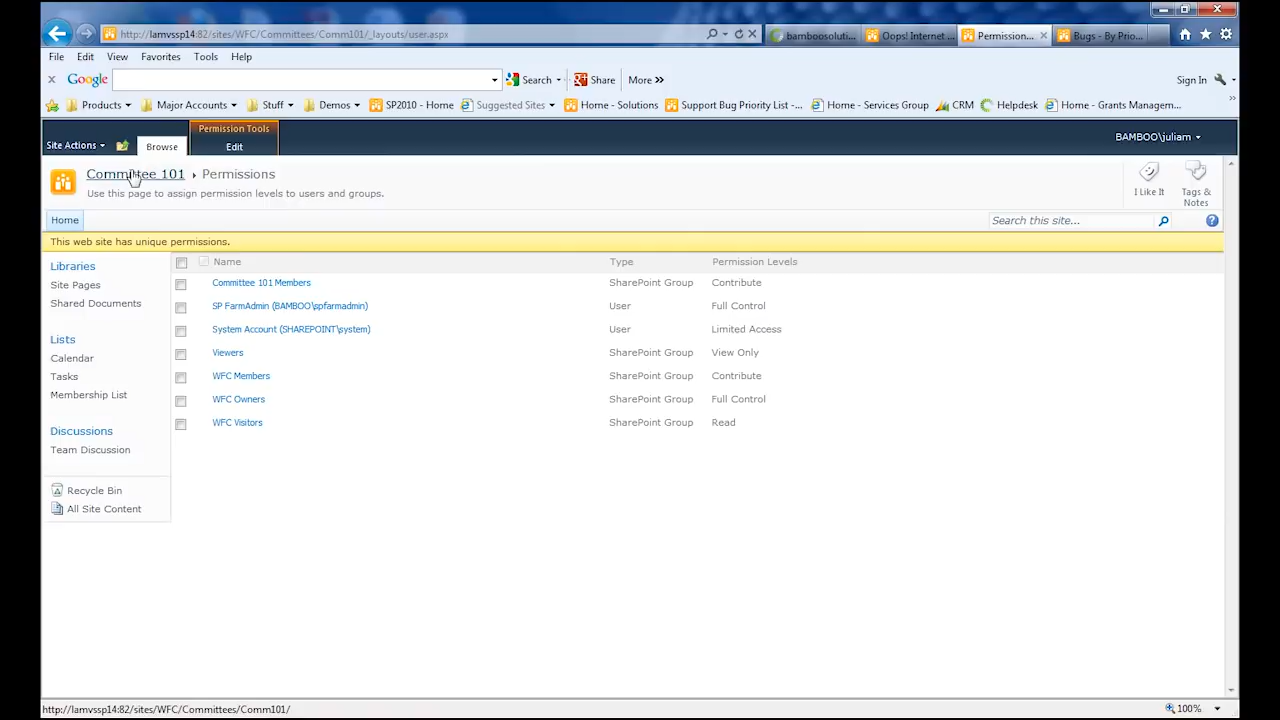 http://lamvssp14:82/sites/WFC/Committees/Comm101/_layouts/user.aspx
bamboosoluti...
Oops! Internet ...
Permission...
Bugs - By Prio...
File Edit View Favorites Tools Help
Google
Search
Share
More »
Sign In
Products
Major Accounts
Stuff
Demos
SP2010 - Home
Suggested Sites
Home - Solutions
Support Bug Priority List -...
Home - Services Group
CRM
Helpdesk
Home - Grants Managem...
Permission Tools
Site Actions
Browse
Edit
BAMBOO\juliam
Committee 101 ▸ Permissions
Use this page to assign permission levels to users and groups.
I Like It
Tags & Notes
Home
Search this site...
This web site has unique permissions.
Libraries
Site Pages
Shared Documents
Lists
Calendar
Tasks
Membership List
Discussions
Team Discussion
Recycle Bin
All Site Content
Name Type Permission Levels
Committee 101 Members SharePoint Group Contribute
SP FarmAdmin (BAMBOO\spfarmadmin) User Full Control
System Account (SHAREPOINT\system) User Limited Access
Viewers SharePoint Group View Only
WFC Members SharePoint Group Contribute
WFC Owners SharePoint Group Full Control
WFC Visitors SharePoint Group Read
http://lamvssp14:82/sites/WFC/Committees/Comm101/
100%